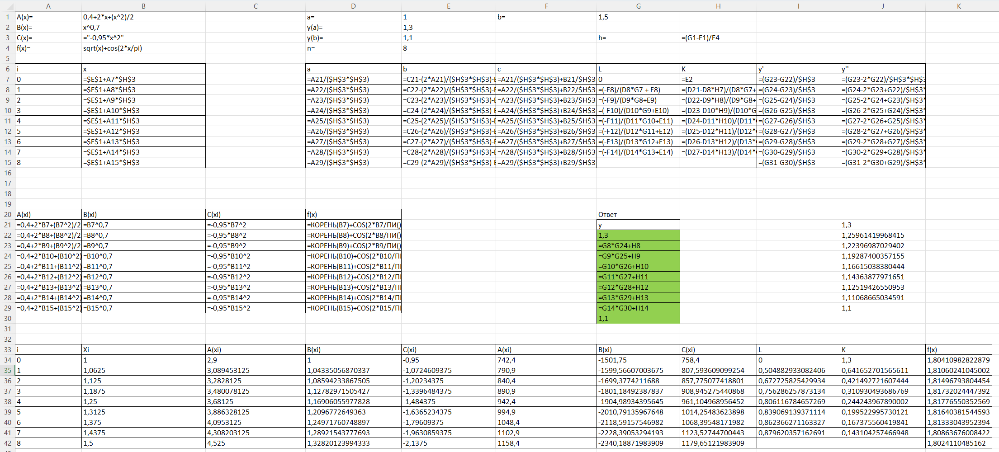 A B C D E F G H I J K
1 A(x)= 0,4+2*x+(x^2)/2 a= 1 b= 1,5
2 B(x)= x^0,7 y(a)= 1,3
3 C(x)= ="-0,95*x^2" y(b)= 1,1 h= =(G1-E1)/E4
4 f(x)= sqrt(x)+cos(2*x/pi) n= 8
5
6 i x a b c L K y' y''
7 0 =$E$1+A7*$H$3 =A21/($H$3*$H$3) =C21-(2*A21)/($H$3*$H$3)-B =A21/($H$3*$H$3)+B21/$H$3 0 =E2 =(G23-G22)/$H$3 =(G23-2*G22)/$H$3*$H$3
8 1 =$E$1+A8*$H$3 =A22/($H$3*$H$3) =C22-(2*A22)/($H$3*$H$3)-B =A22/($H$3*$H$3)+B22/$H$3 =(-F8)/(D8*G7 + E8) =(D21-D8*H7)/(D8*G7+ =(G24-G23)/$H$3 =(G24-2*G23+G22)/$H$3*
9 2 =$E$1+A9*$H$3 =A23/($H$3*$H$3) =C23-(2*A23)/($H$3*$H$3)-B =A23/($H$3*$H$3)+B23/$H$3 =(-F9)/(D9*G8+E9) =(D22-D9*H8)/(D9*G8+ =(G25-G24)/$H$3 =(G25-2*G24+G23)/$H$3*
10 3 =$E$1+A10*$H$3 =A24/($H$3*$H$3) =C24-(2*A24)/($H$3*$H$3)-B =A24/($H$3*$H$3)+B24/$H$3 =(-F10)/(D10*G9+E10) =(D23-D10*H9)/(D10*G =(G26-G25)/$H$3 =(G26-2*G25+G24)/$H$3*
11 4 =$E$1+A11*$H$3 =A25/($H$3*$H$3) =C25-(2*A25)/($H$3*$H$3)-B =A25/($H$3*$H$3)+B25/$H$3 =(-F11)/(D11*G10+E11) =(D24-D11*H10)/(D11* =(G27-G26)/$H$3 =(G27-2*G26+G25)/$H$3*
12 5 =$E$1+A12*$H$3 =A26/($H$3*$H$3) =C26-(2*A26)/($H$3*$H$3)-B =A26/($H$3*$H$3)+B26/$H$3 =(-F12)/(D12*G11+E12) =(D25-D12*H11)/(D12* =(G28-G27)/$H$3 =(G28-2*G27+G26)/$H$3*
13 6 =$E$1+A13*$H$3 =A27/($H$3*$H$3) =C27-(2*A27)/($H$3*$H$3)-B =A27/($H$3*$H$3)+B27/$H$3 =(-F13)/(D13*G12+E13) =(D26-D13*H12)/(D13* =(G29-G28)/$H$3 =(G29-2*G28+G27)/$H$3*
14 7 =$E$1+A14*$H$3 =A28/($H$3*$H$3) =C28-(2*A28)/($H$3*$H$3)-B =A28/($H$3*$H$3)+B28/$H$3 =(-F14)/(D14*G13+E14) =(D27-D14*H13)/(D14* =(G30-G29)/$H$3 =(G30-2*G29+G28)/$H$3*
15 8 =$E$1+A15*$H$3 =A29/($H$3*$H$3) =C29-(2*A29)/($H$3*$H$3)-B =A29/($H$3*$H$3)+B29/$H$3 =(G31-G30)/$H$3 =(G31-2*G30+G29)/$H$3*
16
17
18
19
20 A(xi) B(xi) C(xi) f(x) Ответ
21 =0,4+2*B7+(B7^2)/2 =B7^0,7 =-0,95*B7^2 =КОРЕНЬ(B7)+COS(2*B7/ПИ() y 1,3
22 =0,4+2*B8+(B8^2)/2 =B8^0,7 =-0,95*B8^2 =КОРЕНЬ(B8)+COS(2*B8/ПИ() 1,3 1,25961419968415
23 =0,4+2*B9+(B9^2)/2 =B9^0,7 =-0,95*B9^2 =КОРЕНЬ(B9)+COS(2*B9/ПИ() =G8*G24+H8 1,22396987029402
24 =0,4+2*B10+(B10^2) =B10^0,7 =-0,95*B10^2 =КОРЕНЬ(B10)+COS(2*B10/ПИ =G9*G25+H9 1,19287400357155
25 =0,4+2*B11+(B11^2) =B11^0,7 =-0,95*B11^2 =КОРЕНЬ(B11)+COS(2*B11/ПИ =G10*G26+H10 1,16615038380444
26 =0,4+2*B12+(B12^2) =B12^0,7 =-0,95*B12^2 =КОРЕНЬ(B12)+COS(2*B12/ПИ =G11*G27+H11 1,14363877971651
27 =0,4+2*B13+(B13^2) =B13^0,7 =-0,95*B13^2 =КОРЕНЬ(B13)+COS(2*B13/ПИ =G12*G28+H12 1,12519426550953
28 =0,4+2*B14+(B14^2) =B14^0,7 =-0,95*B14^2 =КОРЕНЬ(B14)+COS(2*B14/ПИ =G13*G29+H13 1,11068665034591
29 =0,4+2*B15+(B15^2) =B15^0,7 =-0,95*B15^2 =КОРЕНЬ(B15)+COS(2*B15/ПИ =G14*G30+H14 1,1
30 1,1
31
32
33 i Xi A(xi) B(xi) C(xi) A(xi) B(xi) C(xi) L K f(x)
34 0 1 2,9 1 -0,95 742,4 -1501,75 758,4 0 1,3 1,80410982822879
35 1 1,0625 3,089453125 1,04335056870337 -1,0724609375 790,9 -1599,56607003675 807,593609099254 0,504882933082406 0,641652701565611 1,81060241045002
36 2 1,125 3,2828125 1,08594233867505 -1,20234375 840,4 -1699,3774211688 857,775077418801 0,672725825429934 0,421492721607444 1,81496793804454
37 3 1,1875 3,480078125 1,12782971505427 -1,3396484375 890,9 -1801,18492387837 908,945275440868 0,756286257873134 0,310930493686769 1,81732024447392
38 4 1,25 3,68125 1,16906055977828 -1,484375 942,4 -1904,98934395645 961,104968956452 0,806116784657269 0,244243967890002 1,81776550352569
39 5 1,3125 3,886328125 1,2096772649363 -1,6365234375 994,9 -2010,79135967648 1014,25483623898 0,839069139371114 0,199522995730121 1,81640381544593
40 6 1,375 4,0953125 1,24971760748897 -1,79609375 1048,4 -2118,59157546982 1068,39548171982 0,862366271163327 0,167375560419841 1,81333043952394
41 7 1,4375 4,308203125 1,28921543777693 -1,9630859375 1102,9 -2228,39053294193 1123,52744700443 0,879620357162691 0,143104257466948 1,80863676008422
42 8 1,5 4,525 1,32820123994333 -2,1375 1158,4 -2340,18871983909 1179,65121983909 1,8024110485162